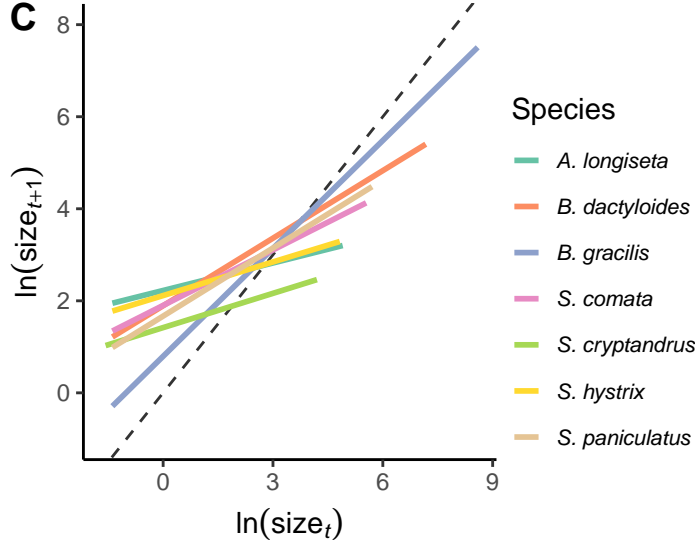 C
8
6
4
2
0
ln(size_{t+1})
0 3 6 9
ln(size_t)
Species
A. longiseta
B. dactyloides
B. gracilis
S. comata
S. cryptandrus
S. hystrix
S. paniculatus